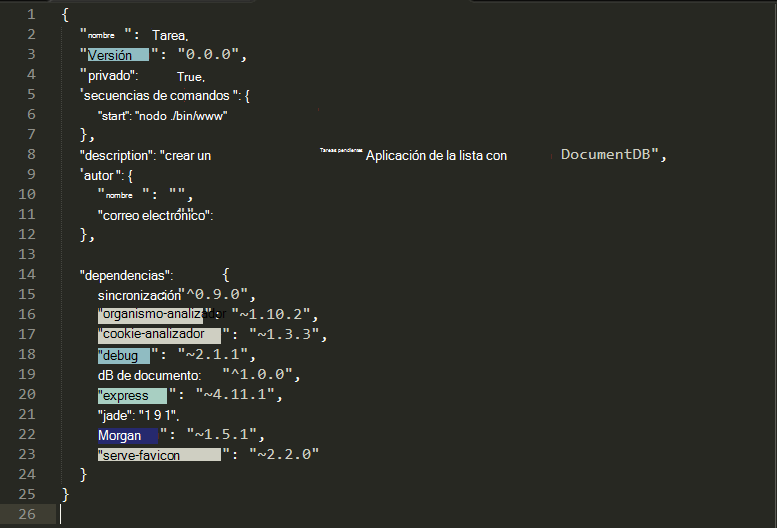 1 {
2 "nombre ": Tarea,
3 "Versión ": "0.0.0",
4 "privado": True,
5 'secuencias de comandos ": {
6 "start": "nodo ./bin/www"
7 },
8 "description": "crear un Tareas pendientes Aplicación de la lista con DocumentDB",
9 'autor ": {
10 "nombre ": "",
11 "correo electrónico":
12 },
13
14 "dependencias": {
15 sincronización "^0.9.0",
16 "organismo-analizador": "~1.10.2",
17 "cookie-analizador ": "~1.3.3",
18 "debug ": "~2.1.1",
19 dB de documento: "^1.0.0",
20 "express ": "~4.11.1",
21 "jade": "1 9 1",
22 Morgan ": "~1.5.1",
23 "serve-favicon ": "~2.2.0"
24 }
25 }
26